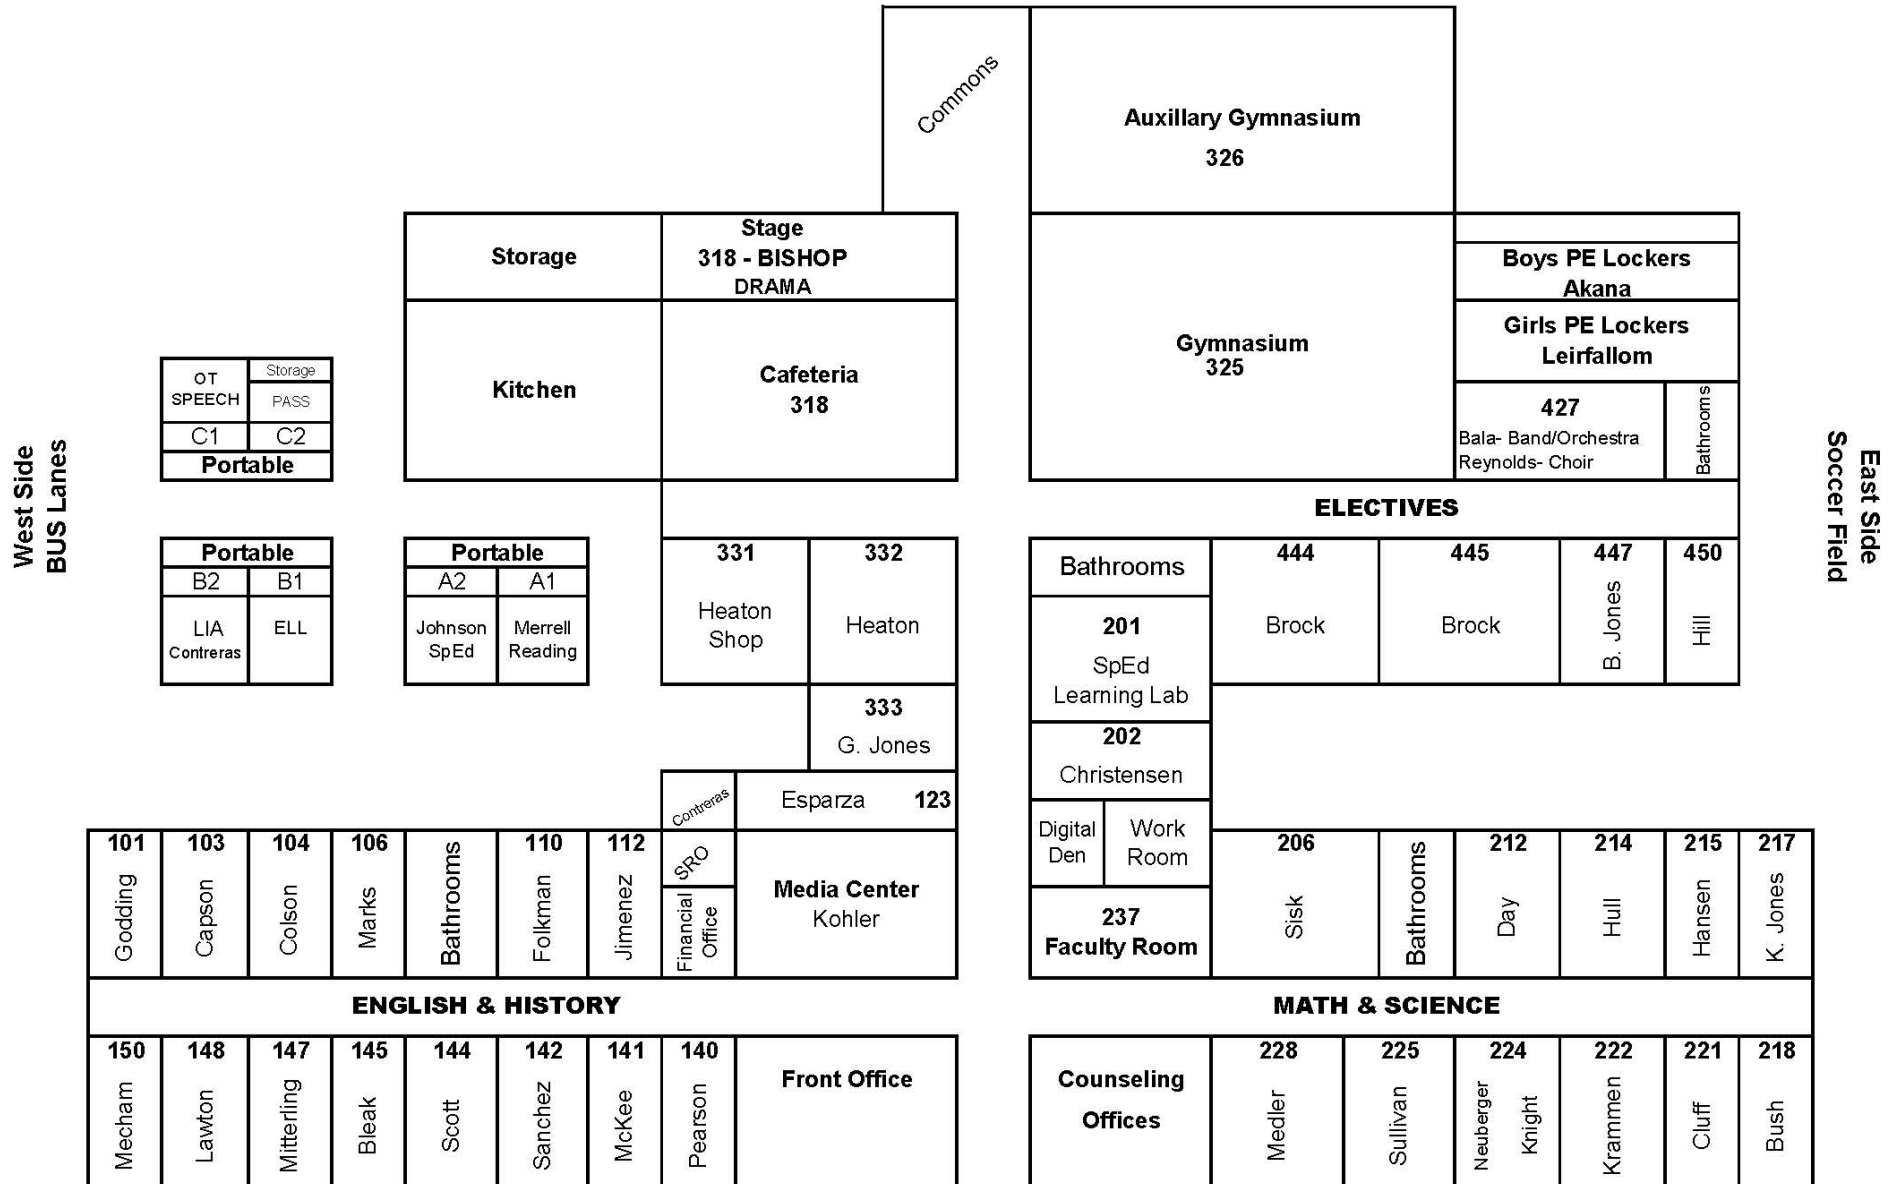 Commons
Auxillary Gymnasium
326
Storage
Stage
318 - BISHOP
DRAMA
Boys PE Lockers
Akana
Girls PE Lockers
Leirfallom
Gymnasium
325
Kitchen
Cafeteria
318
427
Bala- Band/Orchestra
Reynolds- Choir
Bathrooms
OT
SPEECH
Storage
PASS
C1
C2
Portable
West Side
BUS Lanes
East Side
Soccer Field
ELECTIVES
Portable
B2
B1
LIA
Contreras
ELL
Portable
A2
A1
Johnson
SpEd
Merrell
Reading
331
Heaton
Shop
332
Heaton
Bathrooms
201
SpEd
Learning Lab
444
Brock
445
Brock
447
B. Jones
450
Hill
333
G. Jones
202
Christensen
Contreras
Esparza 123
Digital
Den
Work
Room
101
Godding
103
Capson
104
Colson
106
Marks
Bathrooms
110
Folkman
112
Jimenez
SRO
Financial
Office
Media Center
Kohler
237
Faculty Room
206
Sisk
Bathrooms
212
Day
214
Hull
215
Hansen
217
K. Jones
ENGLISH & HISTORY
MATH & SCIENCE
150
Mecham
148
Lawton
147
Mitterling
145
Bleak
144
Scott
142
Sanchez
141
McKee
140
Pearson
Front Office
Counseling
Offices
228
Medler
225
Sullivan
224
Neuberger
Knight
222
Krammen
221
Cluff
218
Bush